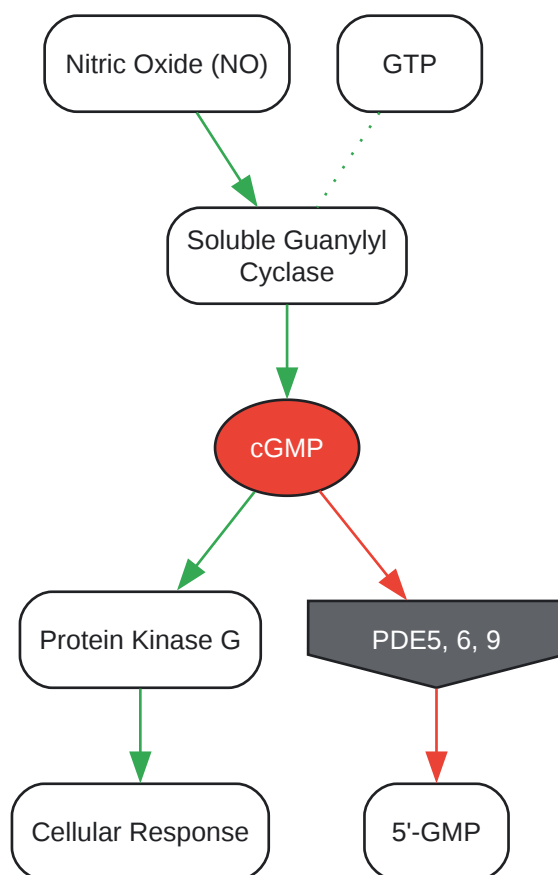 Nitric Oxide (NO)
GTP
Soluble Guanylyl
Cyclase
cGMP
Protein Kinase G
PDE5, 6, 9
Cellular Response
5'-GMP